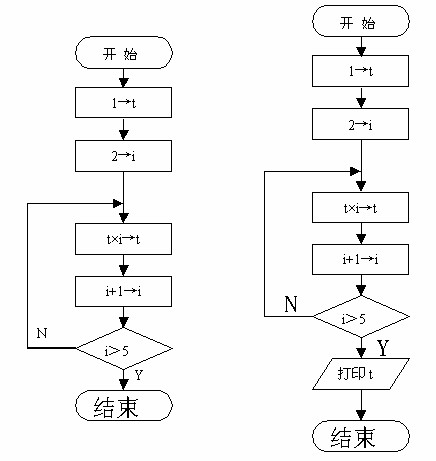 开 始
1→t
2→i
t×i→t
i+1→i
i＞5
N
Y
结束
开 始
1→t
2→i
t×i→t
i+1→i
i＞5
N
Y
打印 t
结束